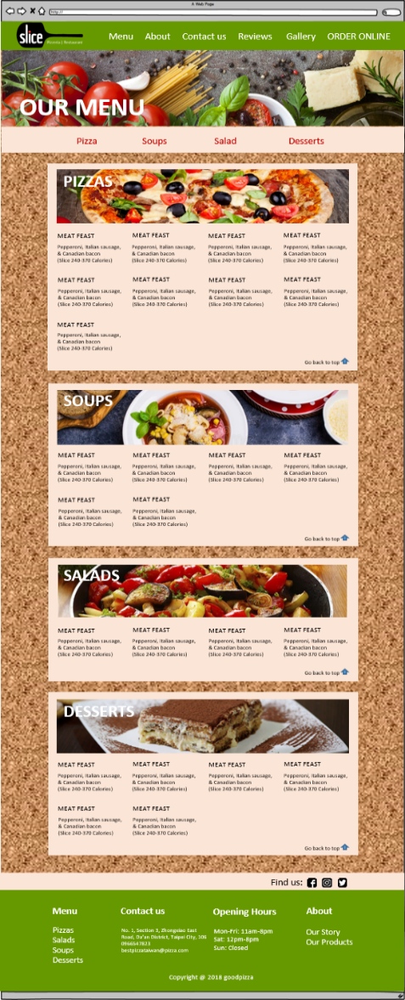 A Web Page
http://
slice
Pizzeria | Restaurant
Menu About Contact us Reviews Gallery ORDER ONLINE
OUR MENU
Pizza Soups Salad Desserts
PIZZAS
MEAT FEAST MEAT FEAST MEAT FEAST MEAT FEAST
Pepperoni, Italian sausage, Pepperoni, Italian sausage, Pepperoni, Italian sausage, Pepperoni, Italian sausage,
& Canadian bacon & Canadian bacon & Canadian bacon & Canadian bacon
(Slice 240-370 Calories) (Slice 240-370 Calories) (Slice 240-370 Calories) (Slice 240-370 Calories)
MEAT FEAST MEAT FEAST MEAT FEAST MEAT FEAST
Pepperoni, Italian sausage, Pepperoni, Italian sausage, Pepperoni, Italian sausage, Pepperoni, Italian sausage,
& Canadian bacon & Canadian bacon & Canadian bacon & Canadian bacon
(Slice 240-370 Calories) (Slice 240-370 Calories) (Slice 240-370 Calories) (Slice 240-370 Calories)
MEAT FEAST
Pepperoni, Italian sausage,
& Canadian bacon
(Slice 240-370 Calories)
Go back to top
SOUPS
MEAT FEAST MEAT FEAST MEAT FEAST MEAT FEAST
Pepperoni, Italian sausage, Pepperoni, Italian sausage, Pepperoni, Italian sausage, Pepperoni, Italian sausage,
& Canadian bacon & Canadian bacon & Canadian bacon & Canadian bacon
(Slice 240-370 Calories) (Slice 240-370 Calories) (Slice 240-370 Calories) (Slice 240-370 Calories)
MEAT FEAST MEAT FEAST
Pepperoni, Italian sausage, Pepperoni, Italian sausage,
& Canadian bacon & Canadian bacon
(Slice 240-370 Calories) (Slice 240-370 Calories)
Go back to top
SALADS
MEAT FEAST MEAT FEAST MEAT FEAST MEAT FEAST
Pepperoni, Italian sausage, Pepperoni, Italian sausage, Pepperoni, Italian sausage, Pepperoni, Italian sausage,
& Canadian bacon & Canadian bacon & Canadian bacon & Canadian bacon
(Slice 240-370 Calories) (Slice 240-370 Calories) (Slice 240-370 Calories) (Slice 240-370 Calories)
Go back to top
DESSERTS
MEAT FEAST MEAT FEAST MEAT FEAST MEAT FEAST
Pepperoni, Italian sausage, Pepperoni, Italian sausage, Pepperoni, Italian sausage, Pepperoni, Italian sausage,
& Canadian bacon & Canadian bacon & Canadian bacon & Canadian bacon
(Slice 240-370 Calories) (Slice 240-370 Calories) (Slice 240-370 Calories) (Slice 240-370 Calories)
MEAT FEAST MEAT FEAST
Pepperoni, Italian sausage, Pepperoni, Italian sausage,
& Canadian bacon & Canadian bacon
(Slice 240-370 Calories) (Slice 240-370 Calories)
Go back to top
Find us:
Menu
Pizzas
Salads
Soups
Desserts
Contact us
No. 1, Section 3, Zhongxiao East
Road, Da'an District, Taipei City, 106
0966547823
bestpizzataiwan@pizza.com
Opening Hours
Mon-Fri: 11am-8pm
Sat: 12pm-8pm
Sun: Closed
About
Our Story
Our Products
Copyright @ 2018 goodpizza